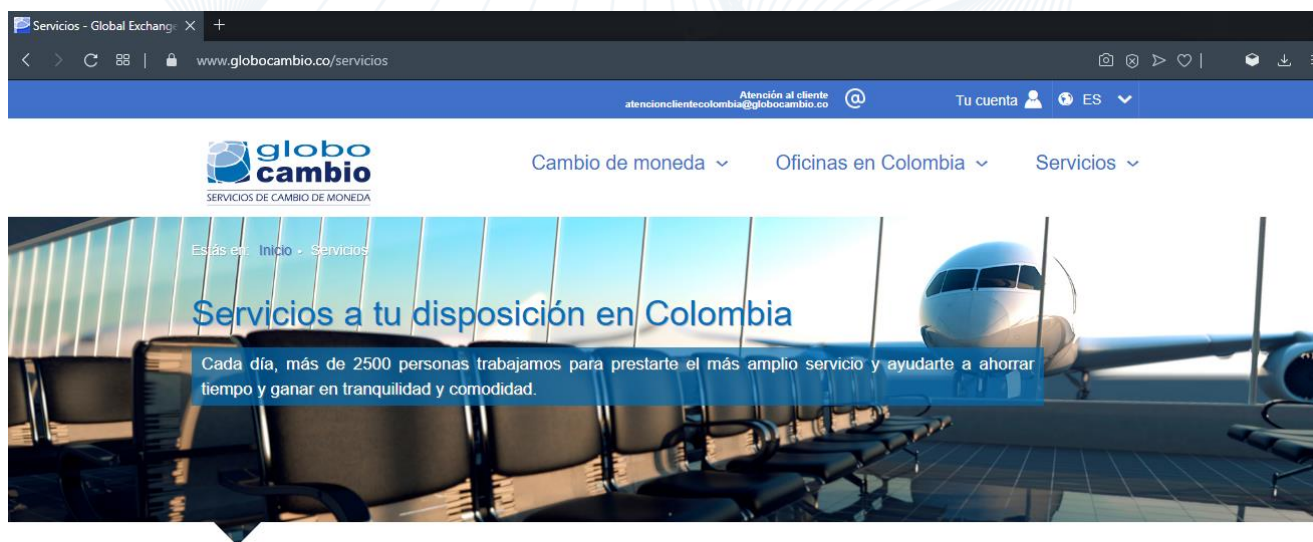 Servicios - Global Exchange
www.globocambio.co/servicios
Atención al cliente
atencionclientecolombia@globocambio.co
@
Tu cuenta
ES
globo
cambio
SERVICIOS DE CAMBIO DE MONEDA
Cambio de moneda
Oficinas en Colombia
Servicios
Estás en: Inicio - Servicios
Servicios a tu disposición en Colombia
Cada día, más de 2500 personas trabajamos para prestarte el más amplio servicio y ayudarte a ahorrar
tiempo y ganar en tranquilidad y comodidad.